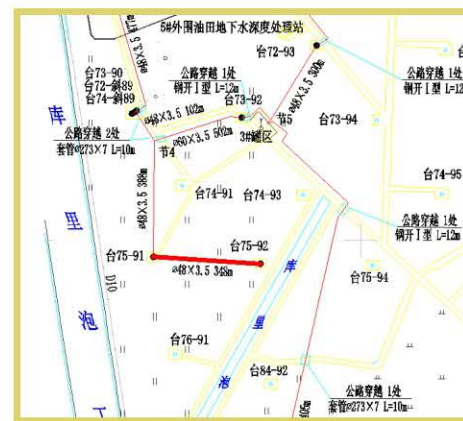 5#外围油田地下水深度处理站
台72-93
公路穿越 1处
钢开Ⅰ型 L=12m
台73-90
台72-斜89
台74-斜89
公路穿越 1处
钢开Ⅰ型 L=12m
台73-92
ø48×3.5 300m
ø48×3.5 102m
ø60×3.5 502m
3#罐区
节5
台73-94
公路穿越 2处
套管ø273×7 L=10m
节4
库
里
泡
ø48×3.5 388m
台74-91
台74-93
台74-95
公路穿越 1处
钢开Ⅰ型 L=12m
台75-91
台75-92
ø48×3.5 348m
库
里
泡
台75-94
D10
台76-91
台84-92
公路穿越 1处
套管ø273×7 L=10m